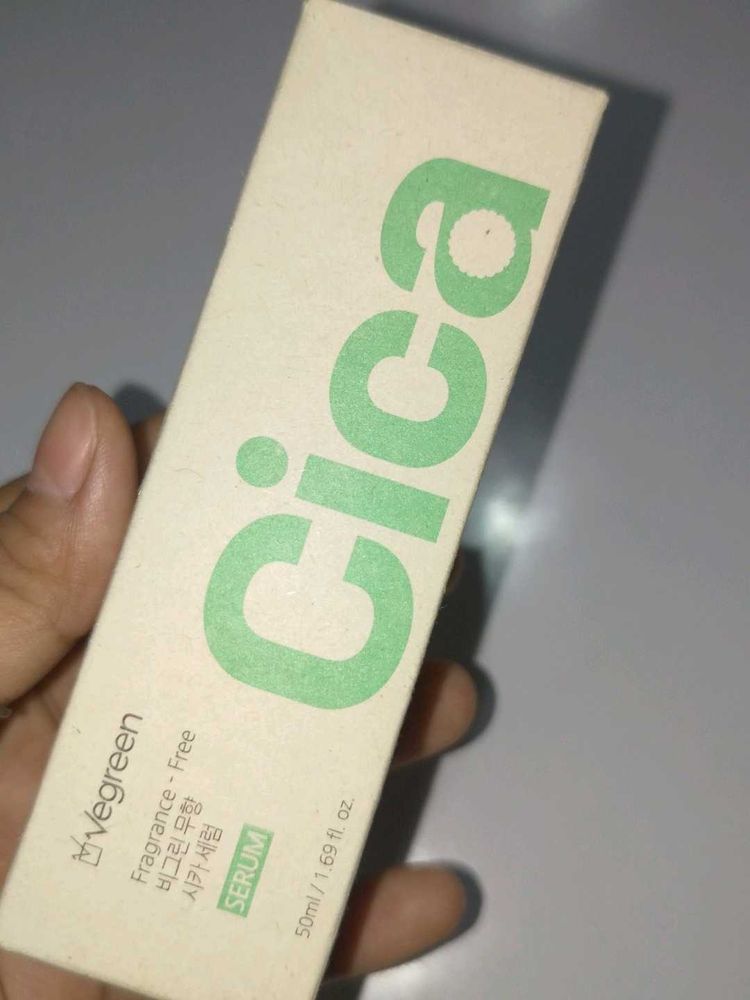 Cica
Vegreen
Fragrance - Free
비그린 무향
시카 세럼
SERUM
50ml / 1.69 fl. oz.